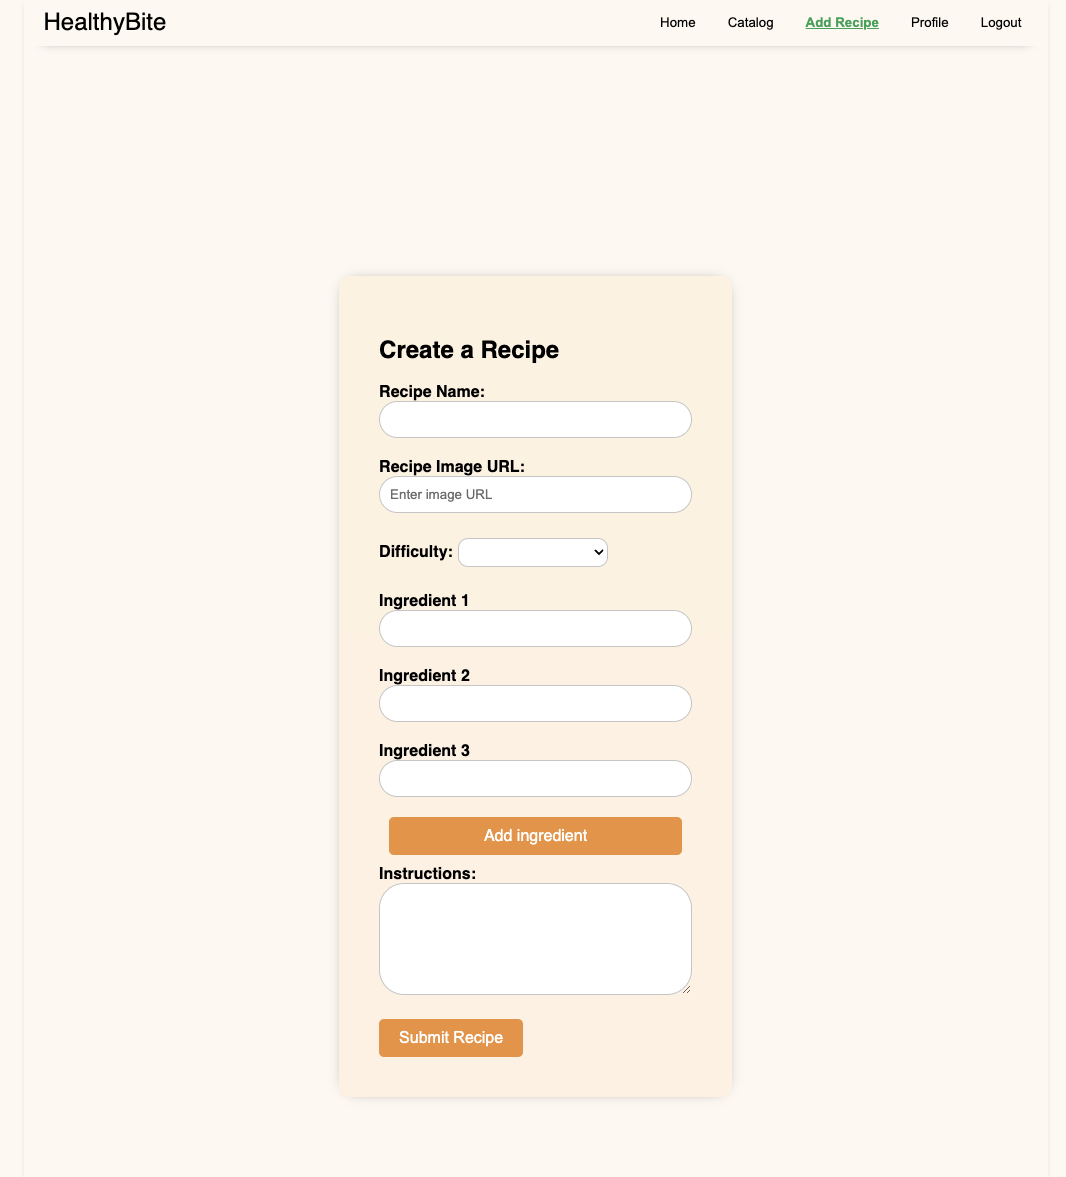 HealthyBite
Home Catalog Add Recipe Profile Logout
Create a Recipe
Recipe Name:
Recipe Image URL:
Enter image URL
Difficulty:
Ingredient 1
Ingredient 2
Ingredient 3
Add ingredient
Instructions:
Submit Recipe